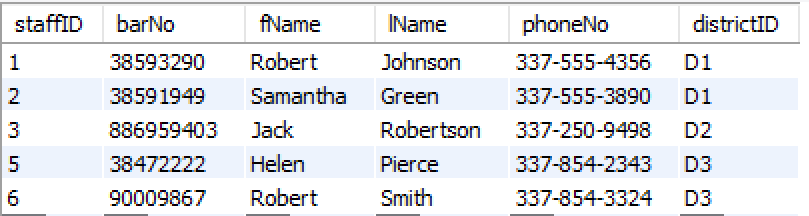 staffID barNo fName lName phoneNo districtID
1 38593290 Robert Johnson 337-555-4356 D1
2 38591949 Samantha Green 337-555-3890 D1
3 886959403 Jack Robertson 337-250-9498 D2
5 38472222 Helen Pierce 337-854-2343 D3
6 90009867 Robert Smith 337-854-3324 D3